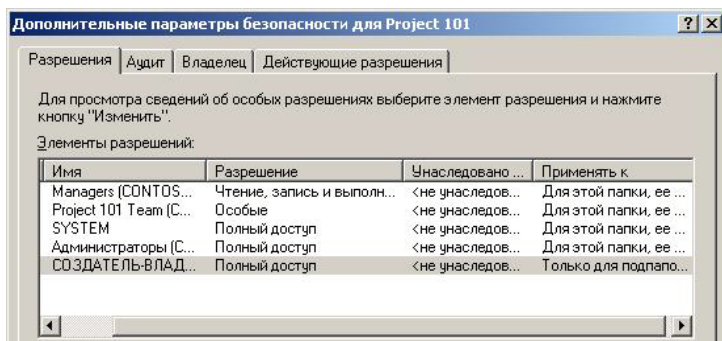 Дополнительные параметры безопасности для Project 101
Разрешения Аудит Владелец Действующие разрешения
Для просмотра сведений об особых разрешениях выберите элемент разрешения и нажмите
кнопку "Изменить".
Элементы разрешений:
Имя Разрешение Унаследовано ... Применять к
Managers (CONTOS... Чтение, запись и выполн... <не унаследов... Для этой папки, ее ...
Project 101 Team (C... Особые <не унаследов... Для этой папки, ее ...
SYSTEM Полный доступ <не унаследов... Для этой папки, ее ...
Администраторы (C... Полный доступ <не унаследов... Для этой папки, ее ...
СОЗДАТЕЛЬ-ВЛАД... Полный доступ <не унаследов... Только для подпапо...